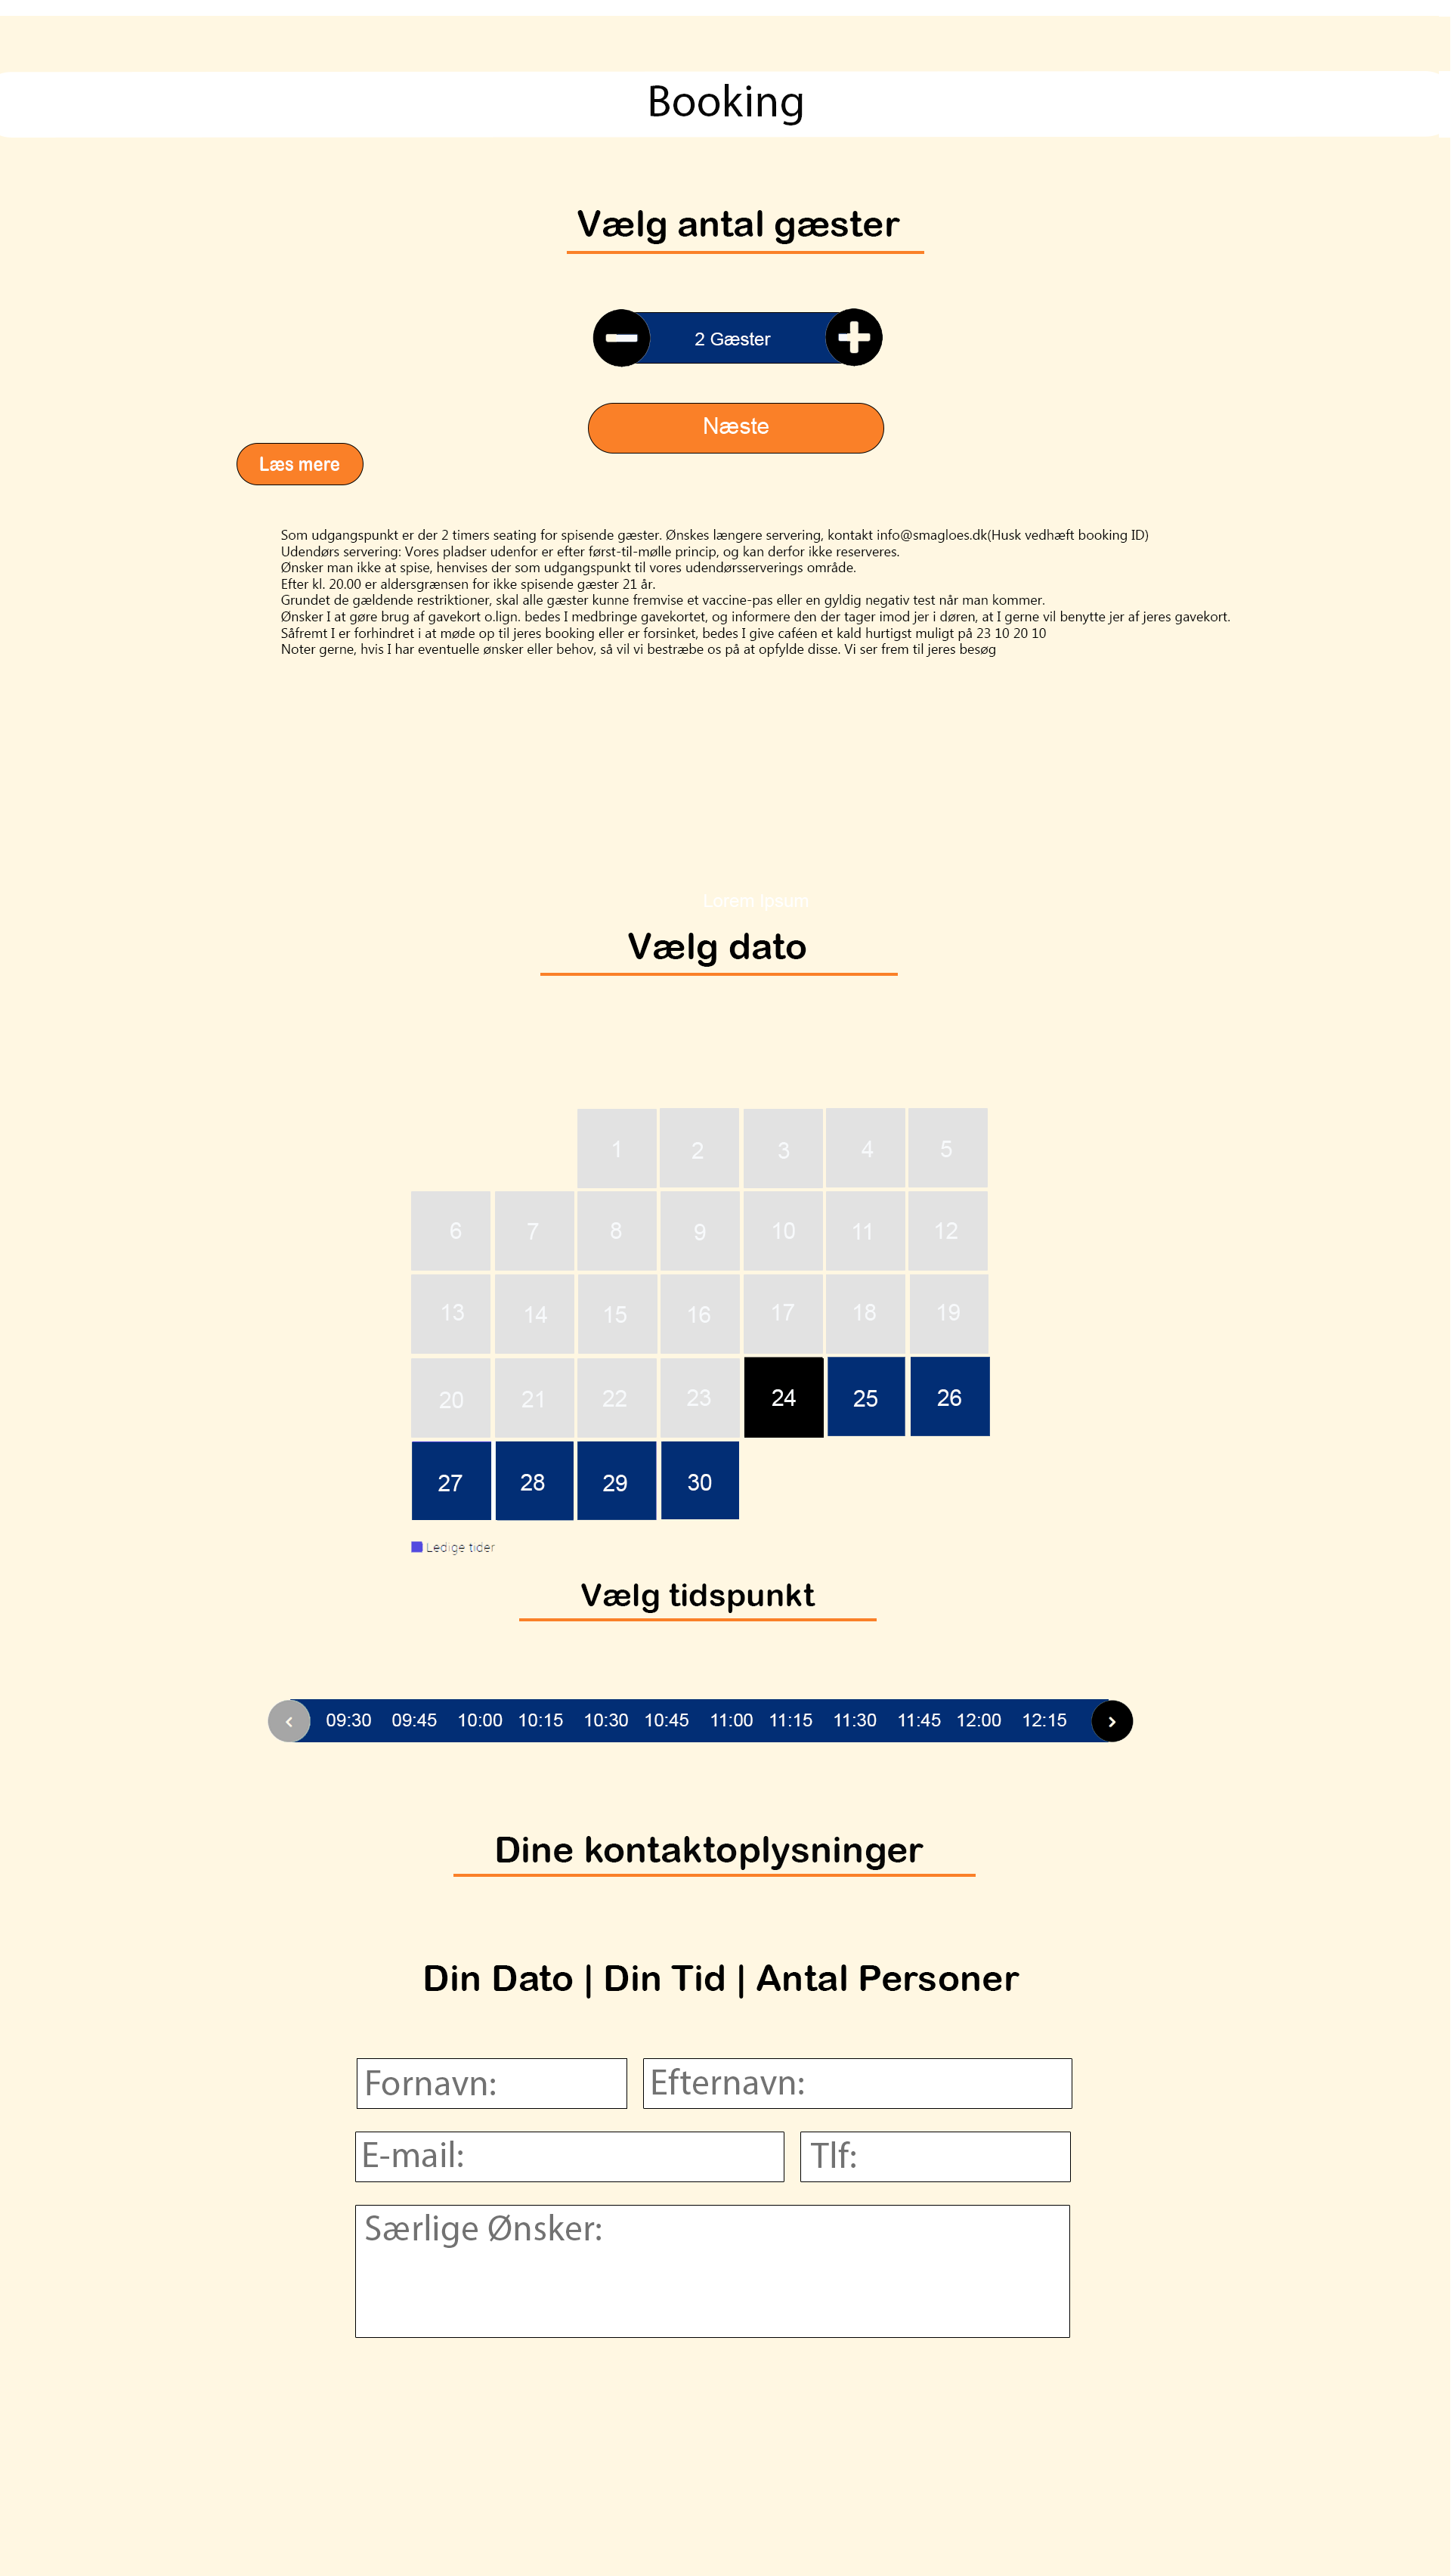 Booking
Vælg antal gæster
2 Gæster
Næste
Læs mere
Som udgangspunkt er der 2 timers seating for spisende gæster. Ønskes længere servering, kontakt info@smagloes.dk(Husk vedhæft booking ID)
Udendørs servering: Vores pladser udenfor er efter først-til-mølle princip, og kan derfor ikke reserveres.
Ønsker man ikke at spise, henvises der som udgangspunkt til vores udendørsserverings område.
Efter kl. 20.00 er aldersgrænsen for ikke spisende gæster 21 år.
Grundet de gældende restriktioner, skal alle gæster kunne fremvise et vaccine-pas eller en gyldig negativ test når man kommer.
Ønsker I at gøre brug af gavekort o.lign. bedes I medbringe gavekortet, og informere den der tager imod jer i døren, at I gerne vil benytte jer af jeres gavekort.
Såfremt I er forhindret i at møde op til jeres booking eller er forsinket, bedes I give caféen et kald hurtigst muligt på 23 10 20 10
Noter gerne, hvis I har eventuelle ønsker eller behov, så vil vi bestræbe os på at opfylde disse. Vi ser frem til jeres besøg
Lorem ipsum
Vælg dato
1 2 3 4 5
6 7 8 9 10 11 12
13 14 15 16 17 18 19
20 21 22 23 24 25 26
27 28 29 30
Ledige tider
Vælg tidspunkt
‹ 09:30 09:45 10:00 10:15 10:30 10:45 11:00 11:15 11:30 11:45 12:00 12:15 ›
Dine kontaktoplysninger
Din Dato | Din Tid | Antal Personer
Fornavn: Efternavn:
E-mail: Tlf:
Særlige Ønsker: